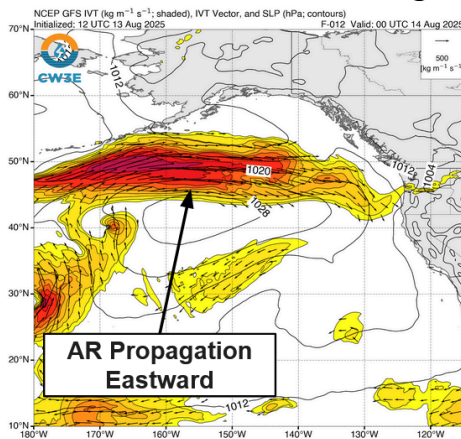 NCEP GFS IVT (kg m⁻¹ s⁻¹; shaded), IVT Vector, and SLP (hPa; contours)
Initialized: 12 UTC 13 Aug 2025 F-012 Valid: 00 UTC 14 Aug 2025
CW3E
1012
500
[kg m⁻¹ s⁻¹]
70°N
60°N
50°N
40°N
30°N
20°N
10°N
1020
1028
1012
1004
AR Propagation
Eastward
1012
180°W 170°W 160°W 150°W 140°W 130°W 120°W